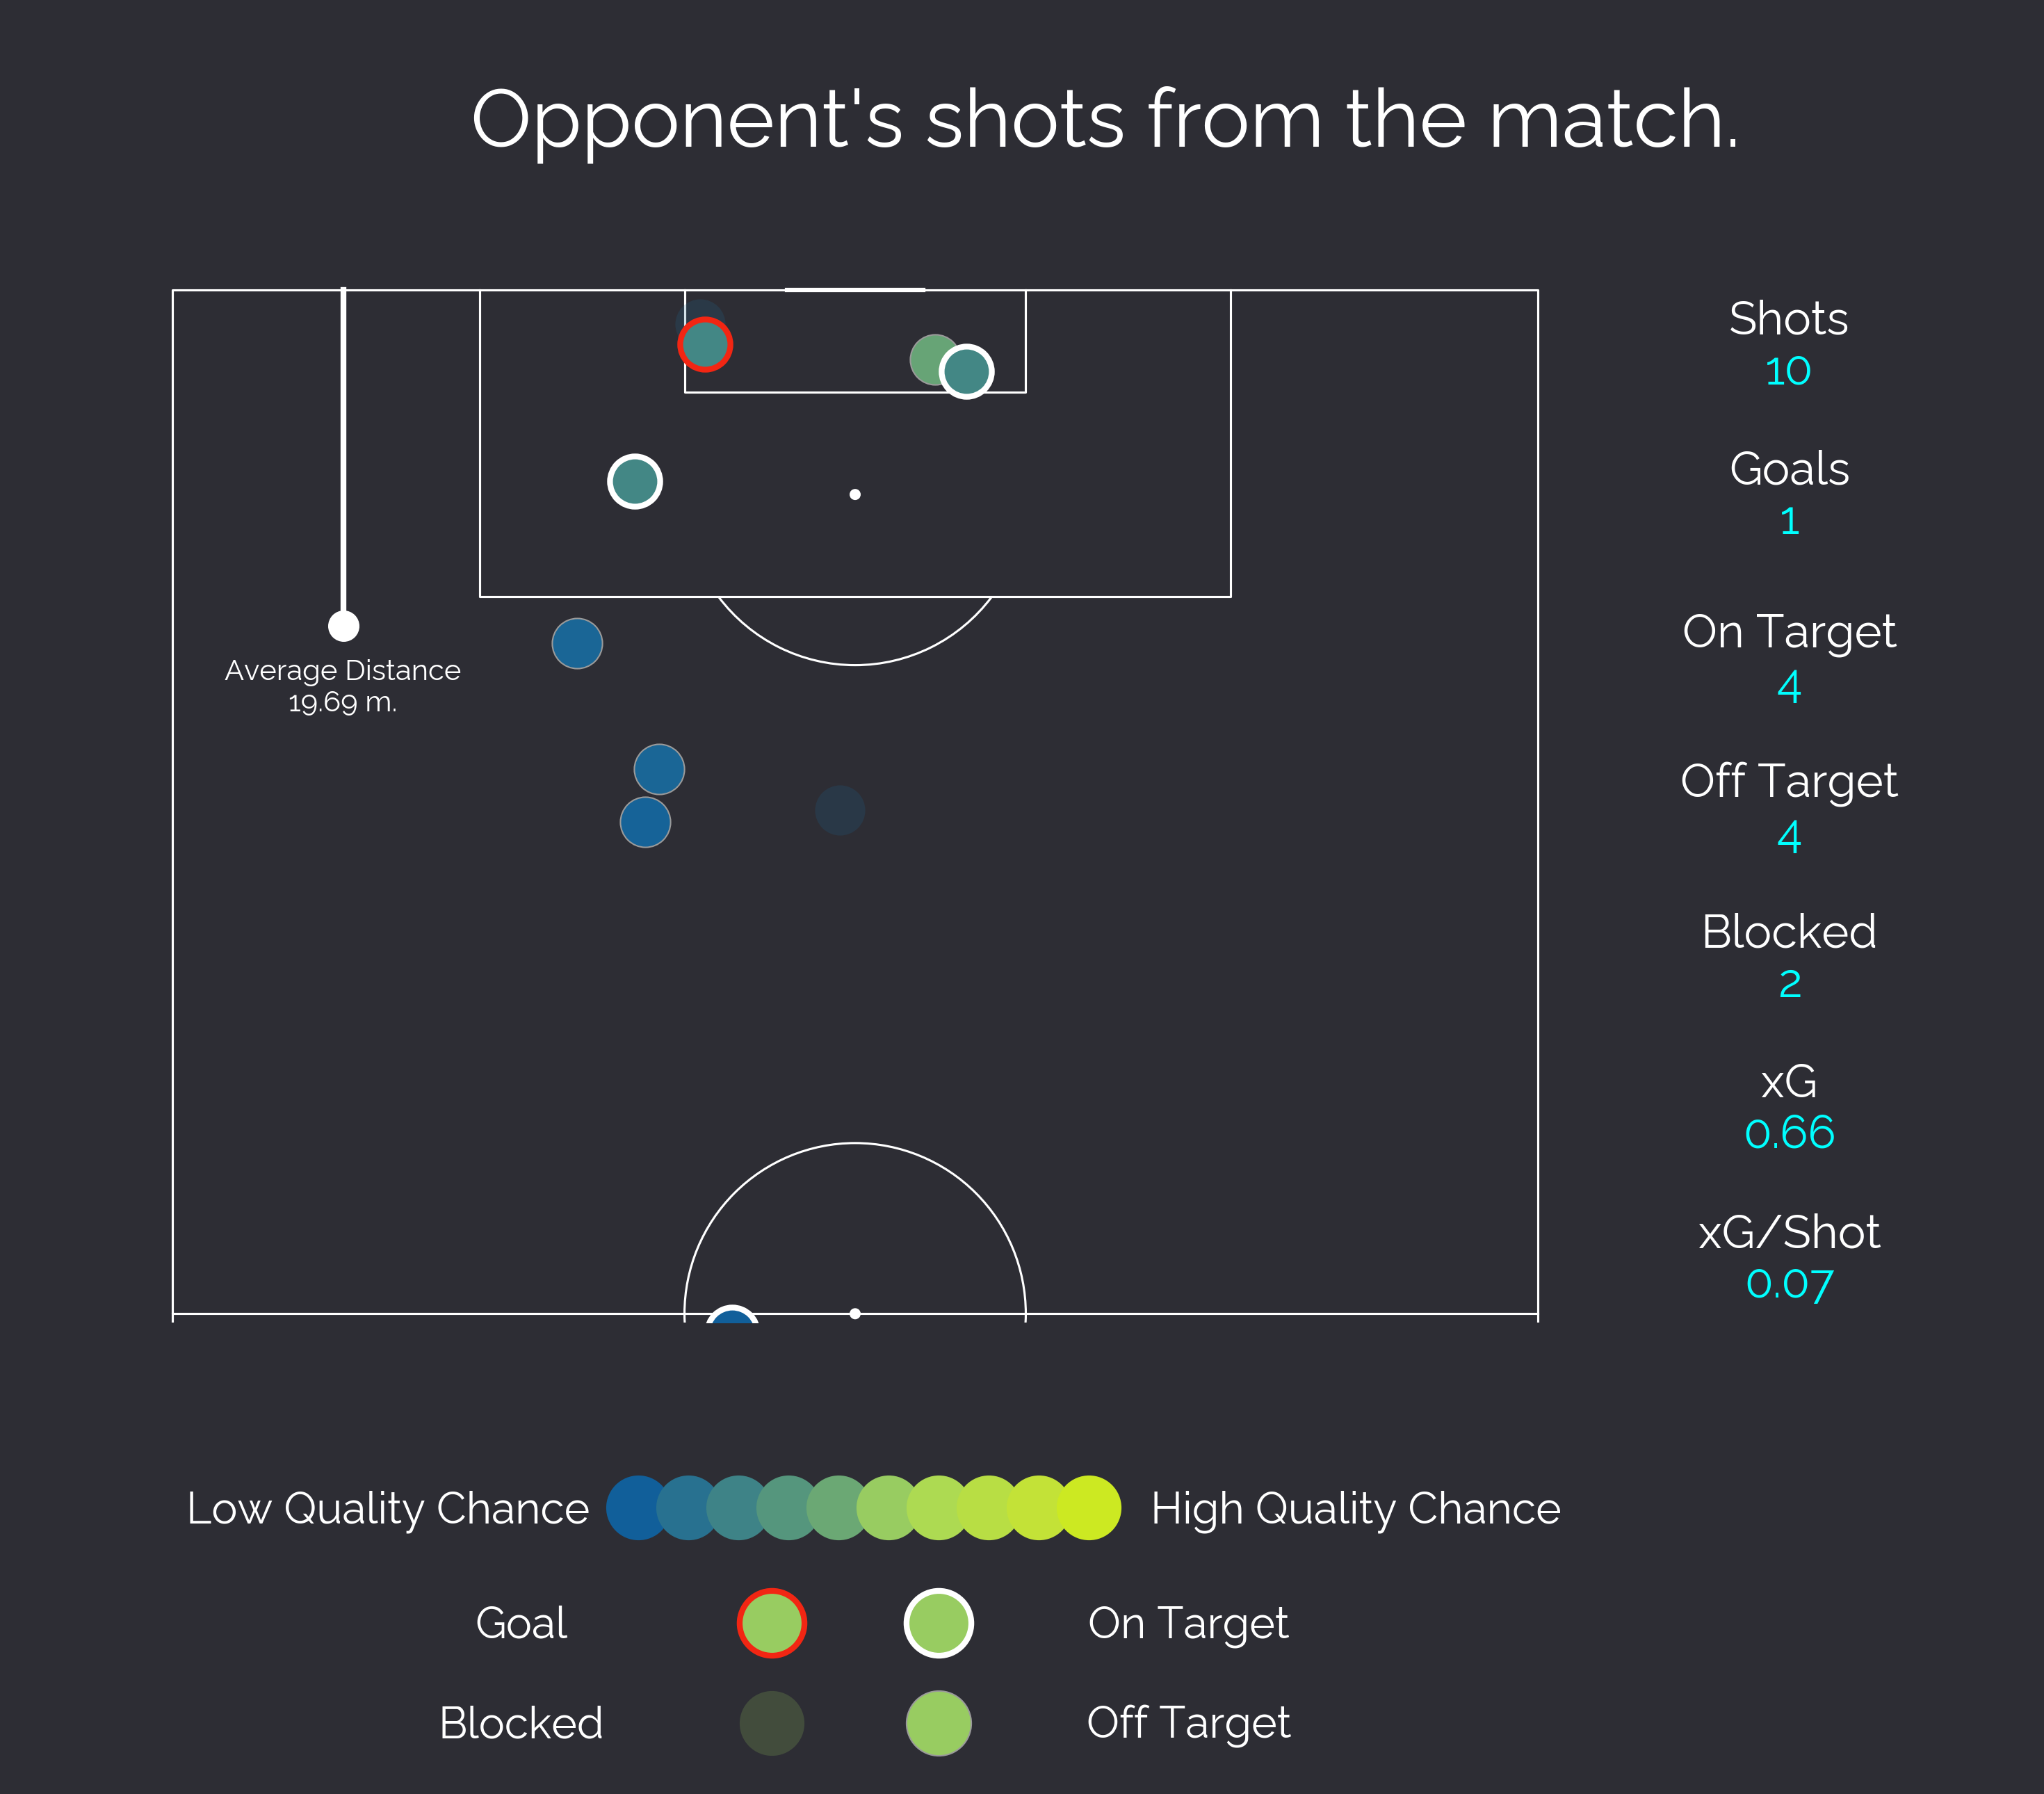 Opponent's shots from the match.
Shots
10
Goals
1
On Target
4
Off Target
4
Blocked
2
xG
0.66
xG/Shot
0.07
Average Distance
19.69 m.
Low Quality Chance
High Quality Chance
Goal
On Target
Blocked
Off Target